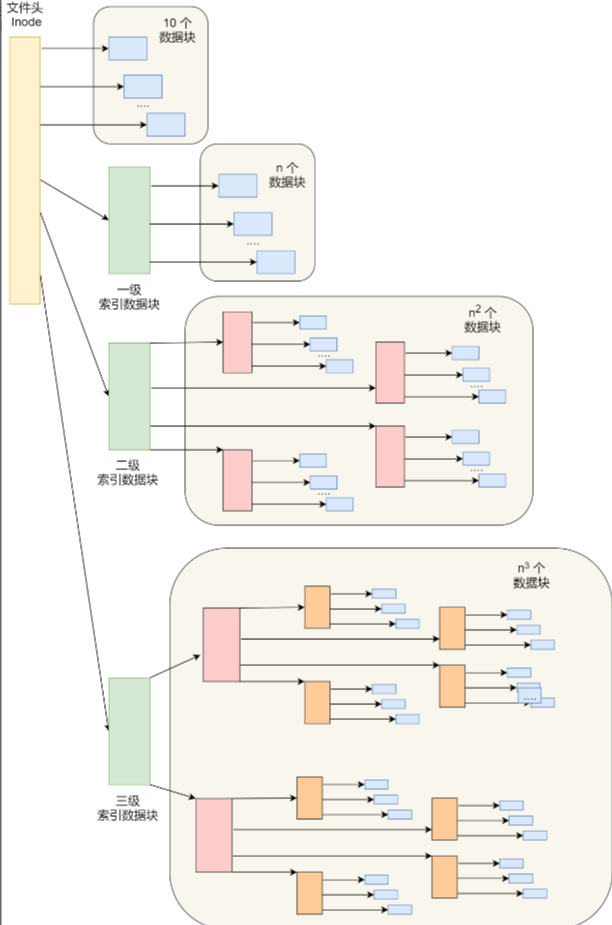 文件头
Inode
10 个
数据块
....
n 个
数据块
....
一级
索引数据块
n² 个
数据块
....
....
....
....
二级
索引数据块
n³ 个
数据块
....
三级
索引数据块